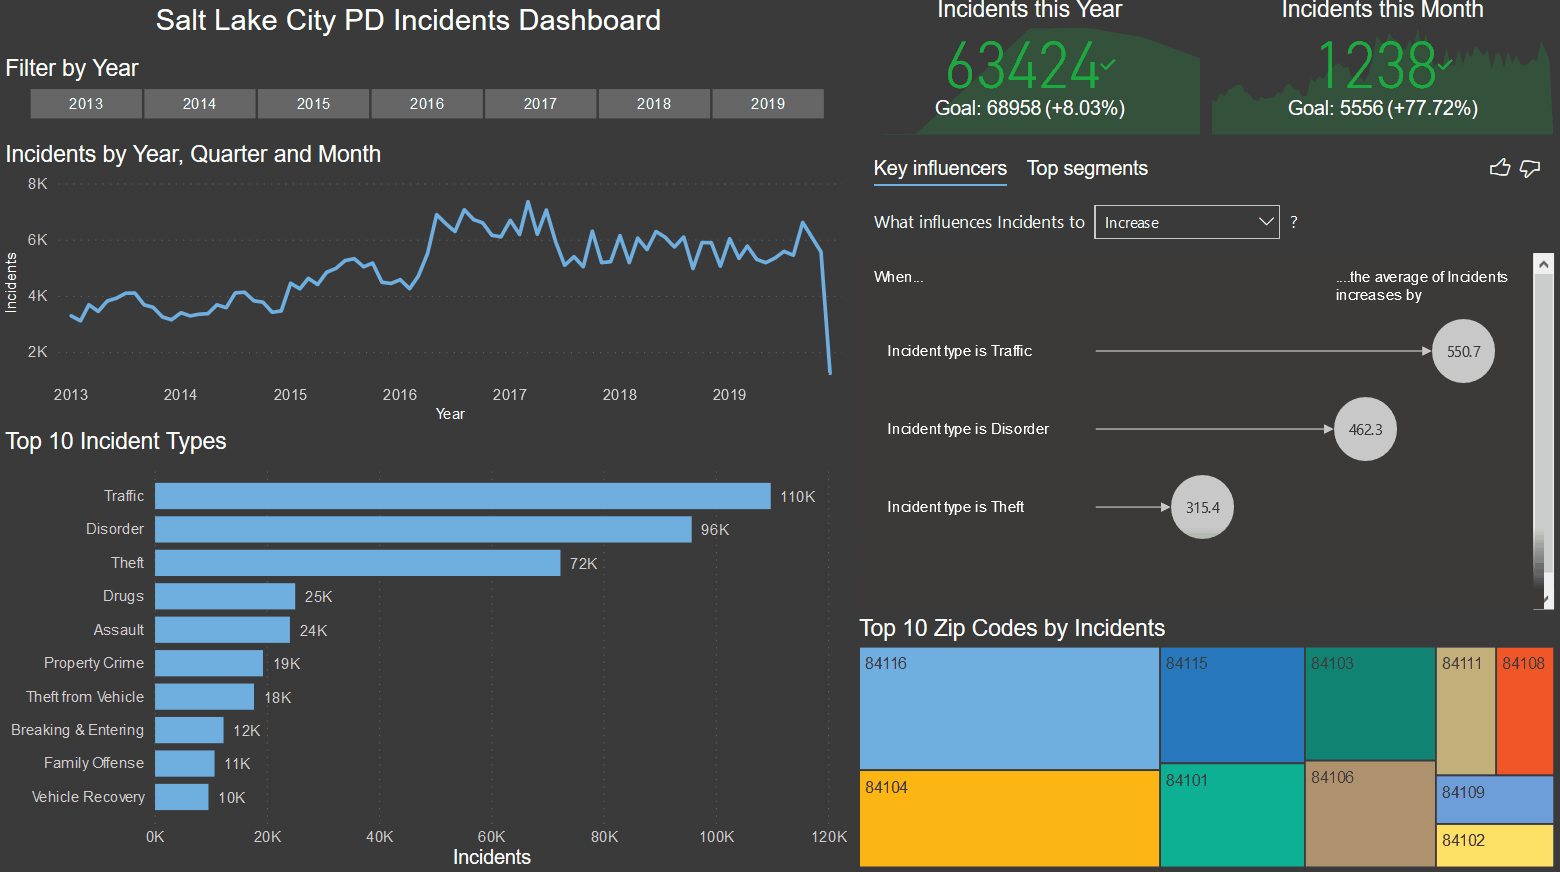 Salt Lake City PD Incidents Dashboard
Filter by Year
2013 2014 2015 2016 2017 2018 2019
Incidents by Year, Quarter and Month
8K
6K
4K
2K
Incidents
2013 2014 2015 2016 2017 2018 2019
Year
Top 10 Incident Types
Traffic 110K
Disorder 96K
Theft 72K
Drugs 25K
Assault 24K
Property Crime 19K
Theft from Vehicle 18K
Breaking & Entering 12K
Family Offense 11K
Vehicle Recovery 10K
0K 20K 40K 60K 80K 100K 120K
Incidents
Incidents this Year
63424
Goal: 68958 (+8.03%)
Incidents this Month
1238
Goal: 5556 (+77.72%)
Key influencers Top segments
What influences Incidents to Increase ?
When...
....the average of Incidents
increases by
Incident type is Traffic 550.7
Incident type is Disorder 462.3
Incident type is Theft 315.4
Top 10 Zip Codes by Incidents
84116
84104
84115
84101
84103
84106
84111
84108
84109
84102